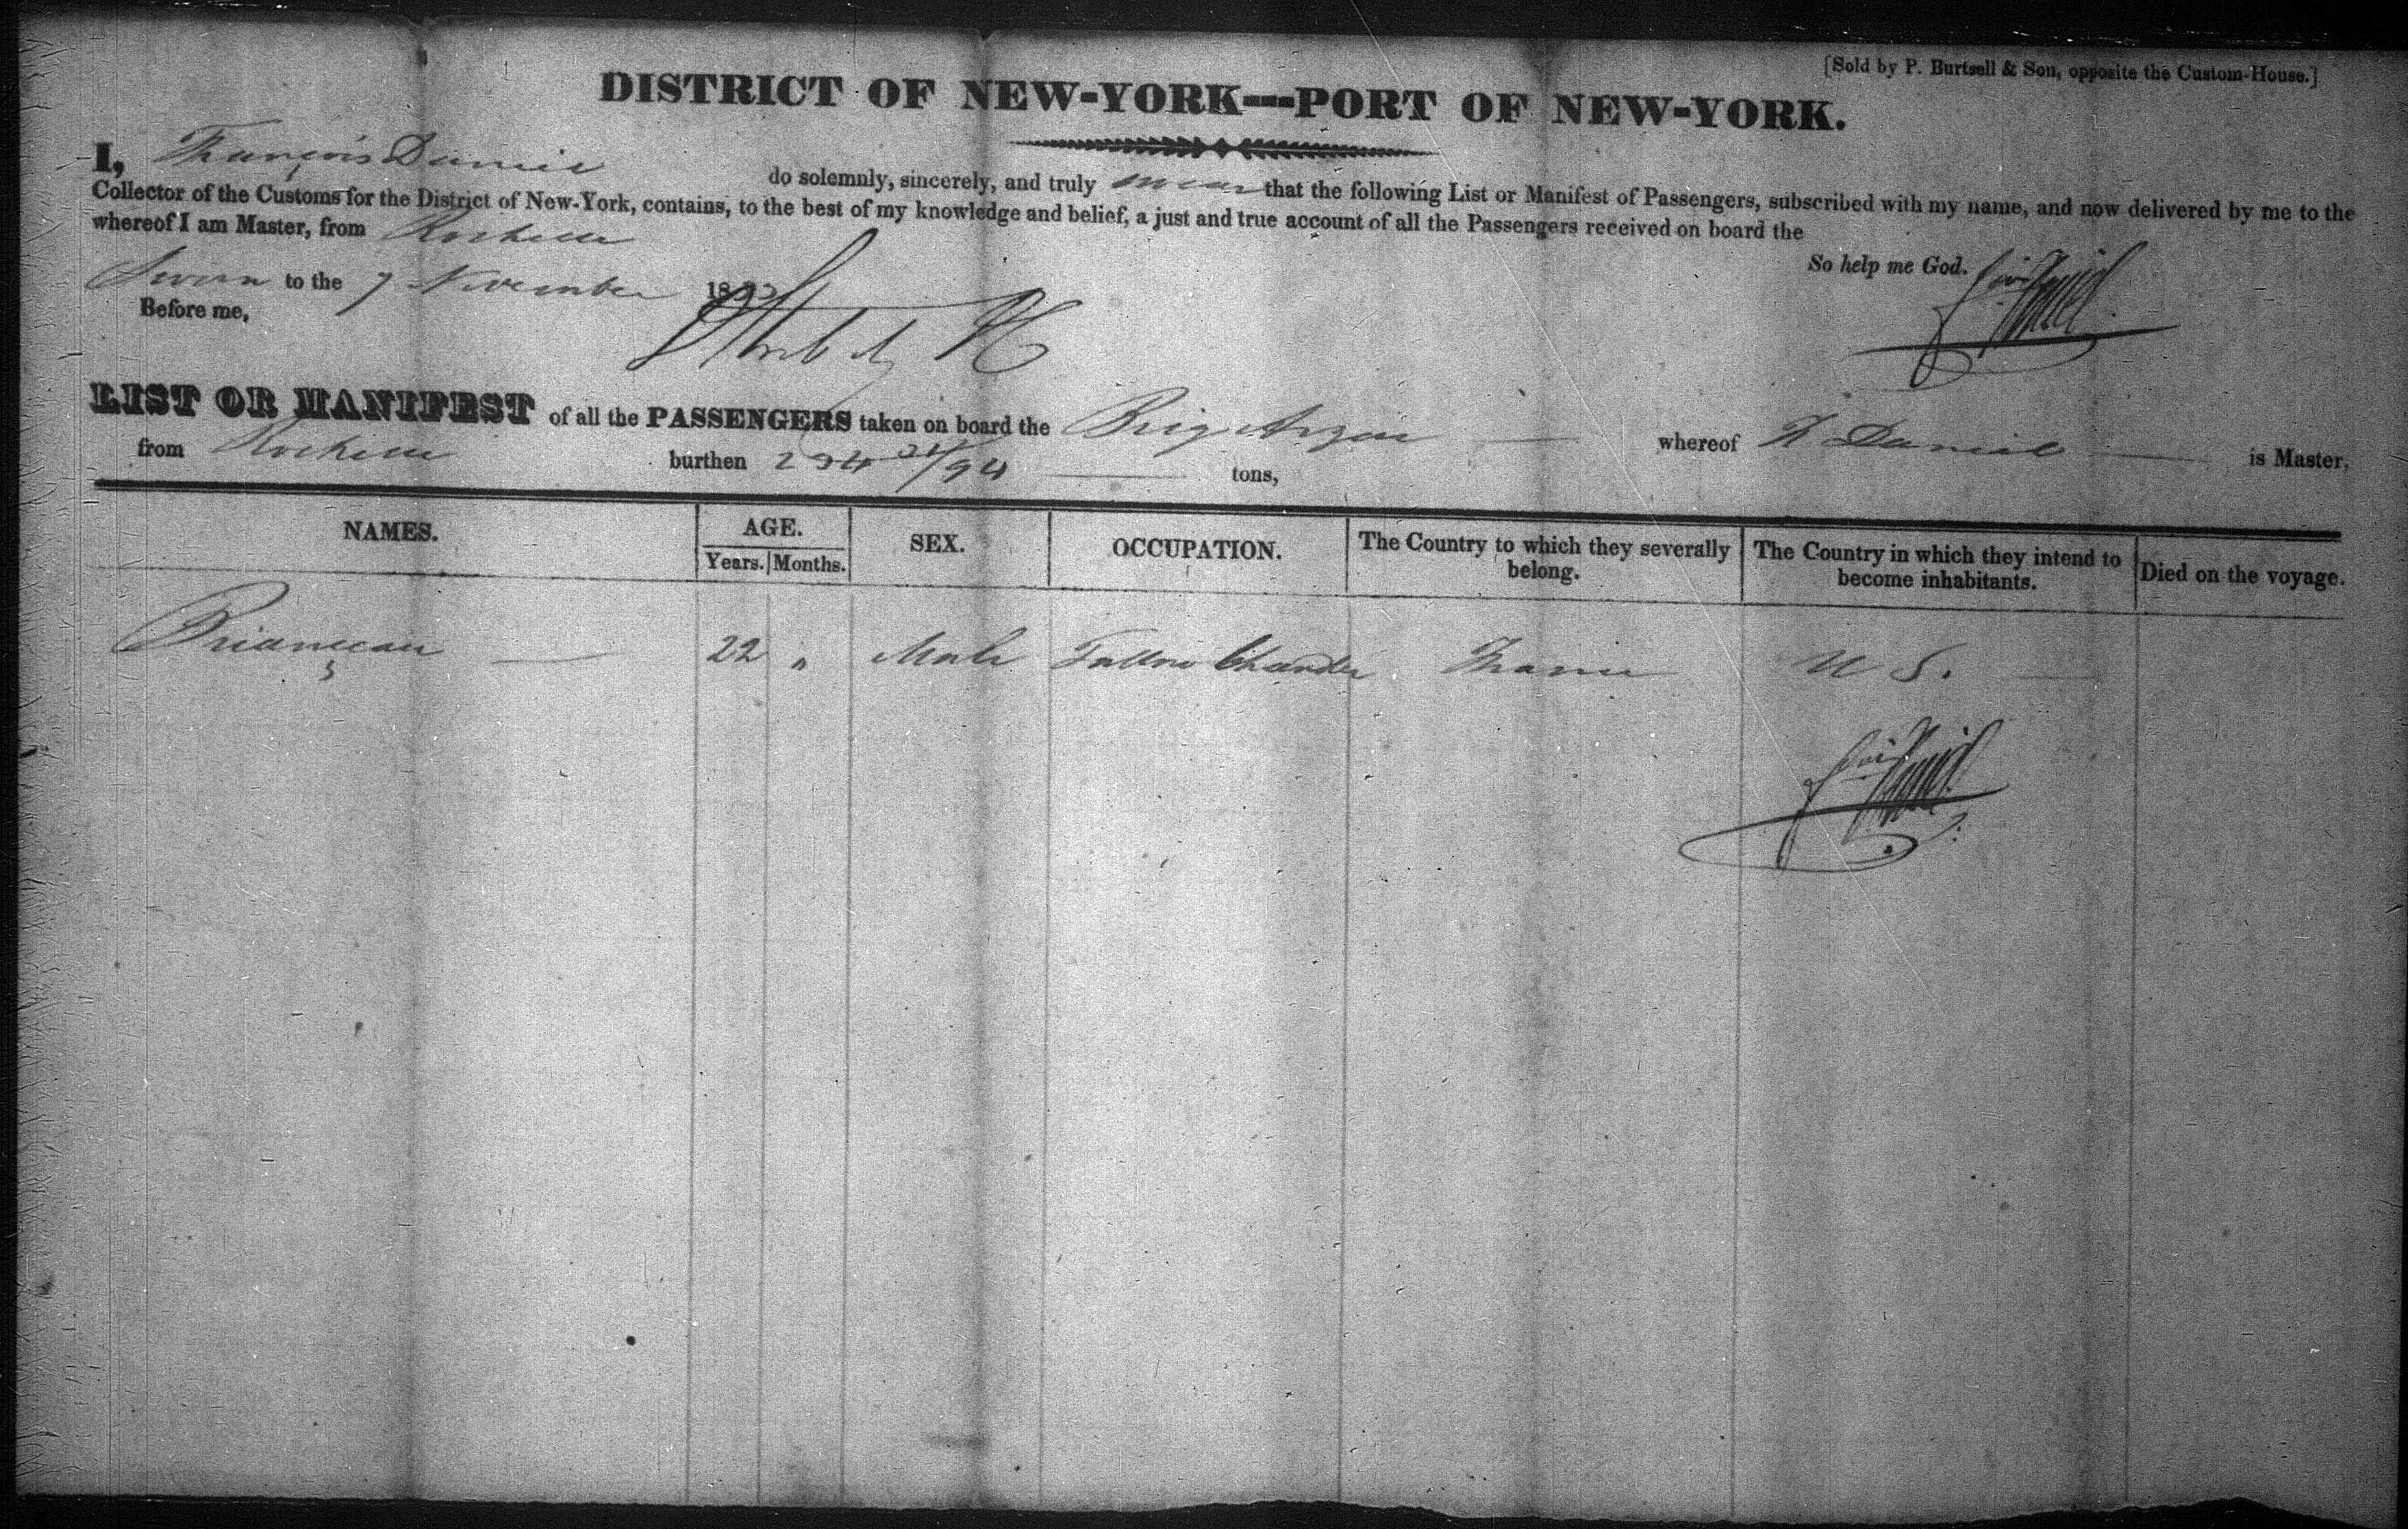 [Sold by P. Burtsell & Son, opposite the Custom-House.]
DISTRICT OF NEW-YORK—PORT OF NEW-YORK.
I, François Daniel do solemnly, sincerely, and truly swear that the following List or Manifest of Passengers, subscribed with my name, and now delivered by me to the
Collector of the Customs for the District of New-York, contains, to the best of my knowledge and belief, a just and true account of all the Passengers received on board the
whereof I am Master, from Rochelle
So help me God.
Sworn to the 7 November 18
Before me,
LIST OR MANIFEST of all the PASSENGERS taken on board the Brig whereof F Daniel is Master,
from Rochelle burthen tons,
NAMES. AGE. SEX. OCCUPATION. The Country to which they severally belong. The Country in which they intend to become inhabitants. Died on the voyage.
Years. Months.
22 " Male Tallow Chandler France U S.